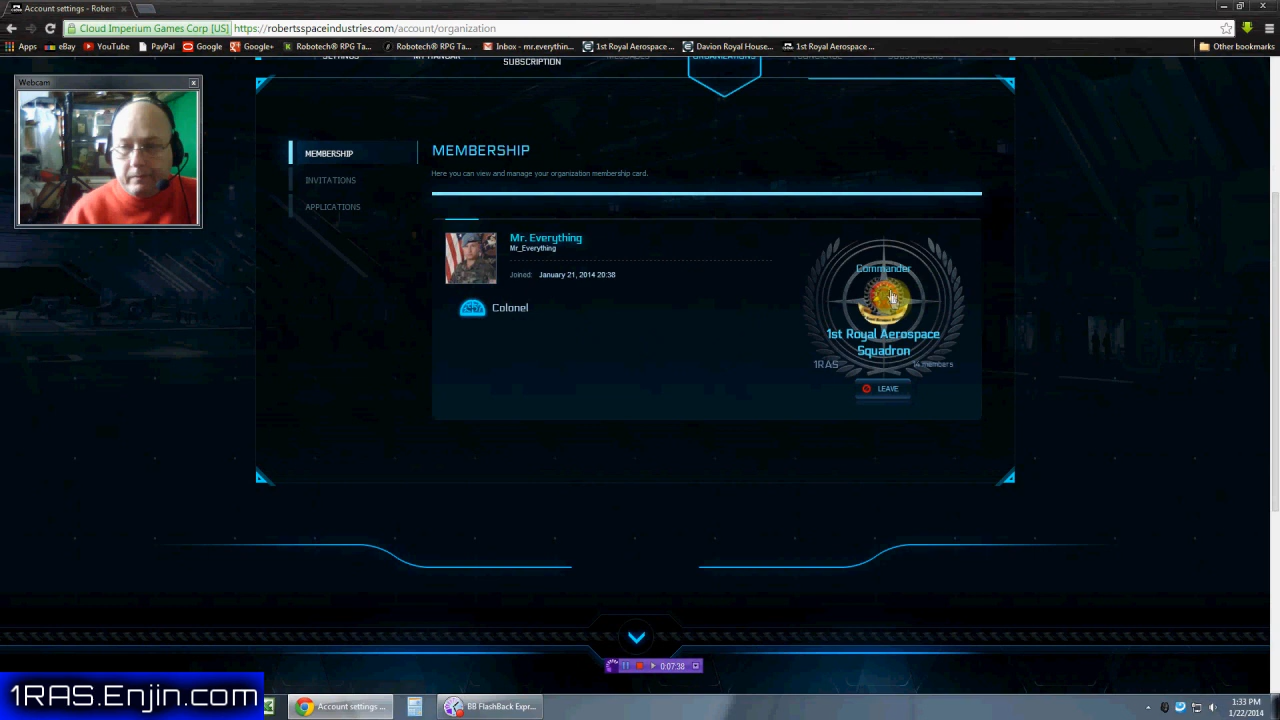 Account settings - Robert
Cloud Imperium Games Corp [US]
https://robertsspaceindustries.com/account/organization
Apps
eBay
YouTube
PayPal
Google
Google+
Robotech® RPG Ta...
Robotech® RPG Ta...
Inbox - mr.everythin...
1st Royal Aerospace ...
Davion Royal House...
1st Royal Aerospace ...
Other bookmarks
SUBSCRIPTION
Webcam
MEMBERSHIP
INVITATIONS
APPLICATIONS
MEMBERSHIP
Here you can view and manage your organization membership card.
Mr. Everything
Mr_Everything
Joined: January 21, 2014 20:38
Colonel
Commander
1st Royal Aerospace
Squadron
1RAS
14 members
LEAVE
0:07:38
1RAS.Enjin.com
Account settings ...
BB FlashBack Expr...
1:33 PM
1/22/2014